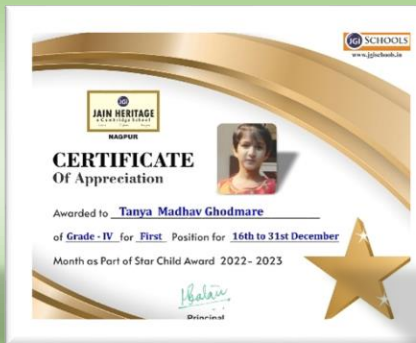 JGI SCHOOLS
www.jgischools.in
JGI
JAIN HERITAGE
a Cambridge School
NAGPUR
CERTIFICATE
Of Appreciation
Awarded to Tanya Madhav Ghodmare
of Grade - IV for First Position for 16th to 31st December
Month as Part of Star Child Award 2022- 2023
Principal